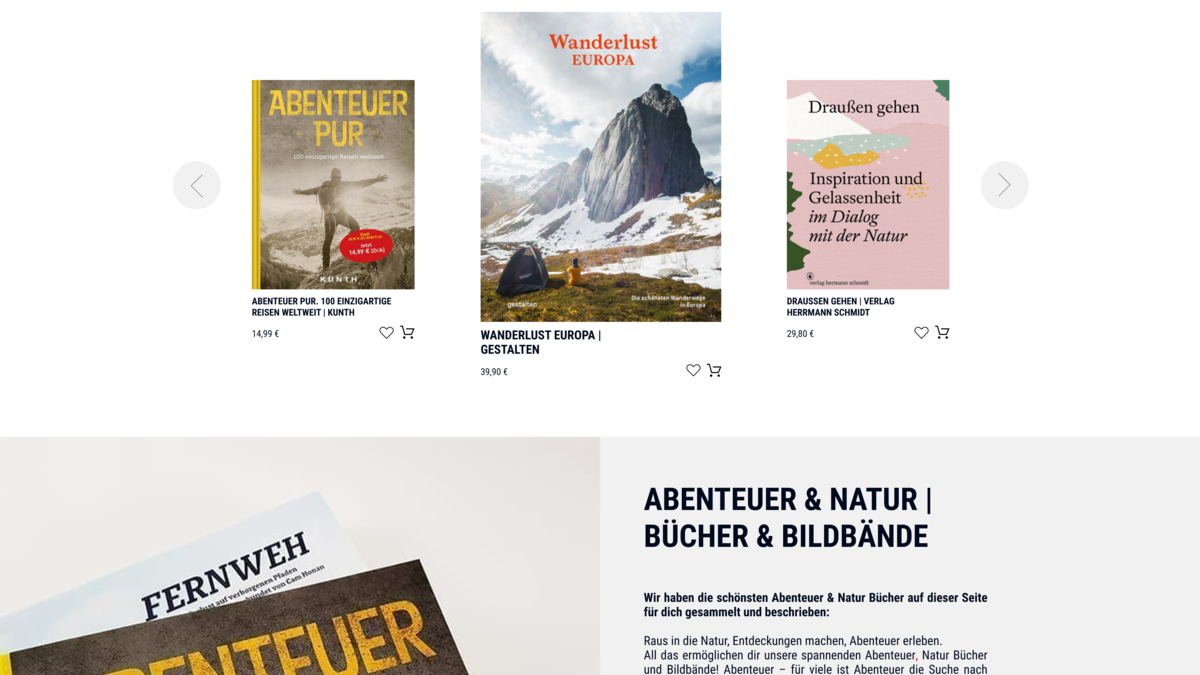 ABENTEUER
PUR
100 einzigartige Reisen weltweit
Jetzt
14,99 € (D/A)
KUNTH
ABENTEUER PUR. 100 EINZIGARTIGE
REISEN WELTWEIT | KUNTH
14,99 €
Wanderlust
EUROPA
gestalten
Die schönsten Wanderwege
in Europa
WANDERLUST EUROPA |
GESTALTEN
39,90 €
Draußen gehen
Inspiration und
Gelassenheit
im Dialog
mit der Natur
verlag hermann schmidt
DRAUSSEN GEHEN | VERLAG
HERRMANN SCHMIDT
29,80 €
FERNWEH
auf verborgenen Pfaden
von Cam Honan
ABENTEUER & NATUR |
BÜCHER & BILDBÄNDE
Wir haben die schönsten Abenteuer & Natur Bücher auf dieser Seite
für dich gesammelt und beschrieben:
Raus in die Natur, Entdeckungen machen, Abenteuer erleben.
All das ermöglichen dir unsere spannenden Abenteuer, Natur Bücher
und Bildbände! Abenteuer – für viele ist Abenteuer die Suche nach